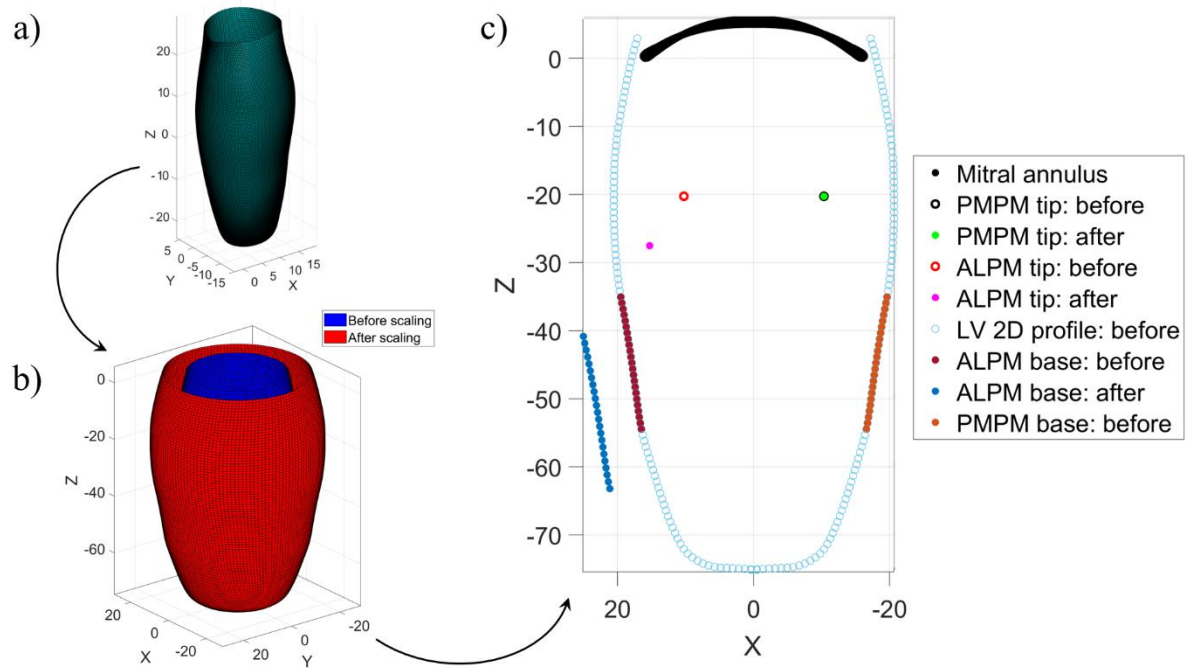 a)
20
10
Z 0
-10
-20
5
0
-5
-10
-15
Y
0
5
10
15
X
Before scaling
After scaling
b)
0
-20
Z
-40
-60
20
0
-20
X
20
0
-20
Y
c)
0
-10
-20
-30
Z
-40
-50
-60
-70
20 0 -20
X
Mitral annulus
PMPM tip: before
PMPM tip: after
ALPM tip: before
ALPM tip: after
LV 2D profile: before
ALPM base: before
ALPM base: after
PMPM base: before